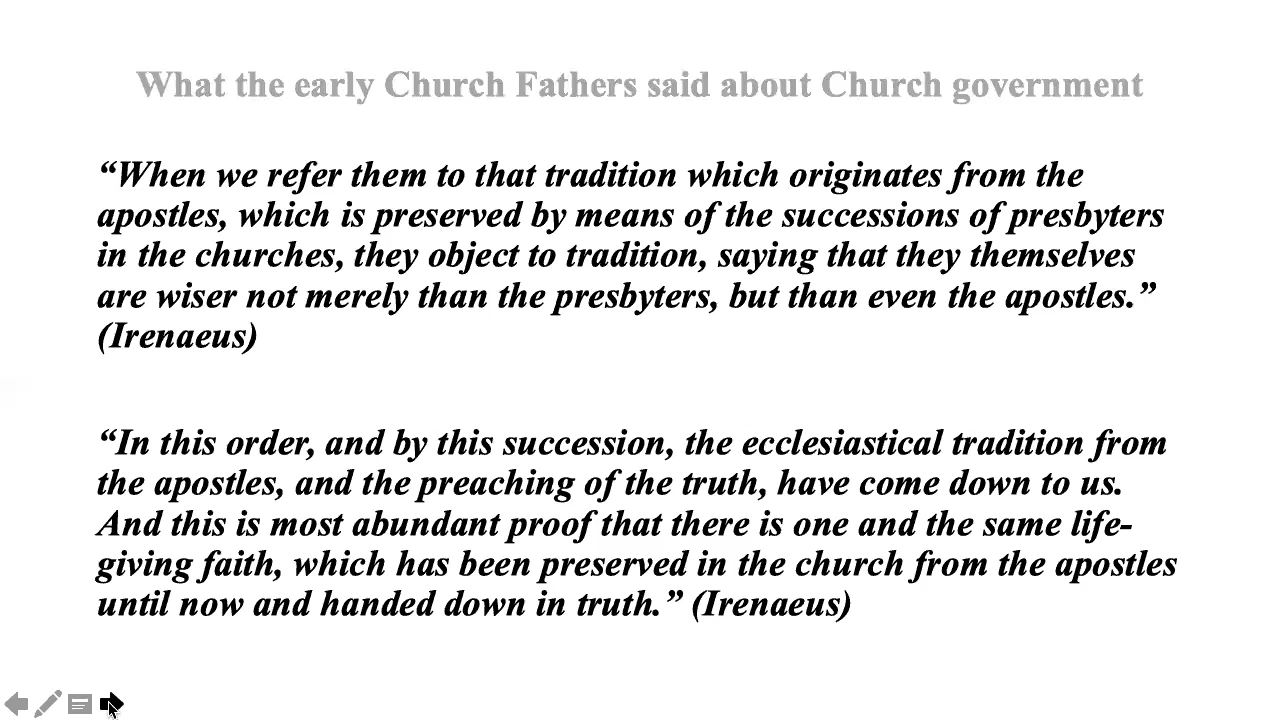 What the early Church Fathers said about Church government
“When we refer them to that tradition which originates from the
apostles, which is preserved by means of the successions of presbyters
in the churches, they object to tradition, saying that they themselves
are wiser not merely than the presbyters, but than even the apostles.”
(Irenaeus)
“In this order, and by this succession, the ecclesiastical tradition from
the apostles, and the preaching of the truth, have come down to us.
And this is most abundant proof that there is one and the same life-
giving faith, which has been preserved in the church from the apostles
until now and handed down in truth.” (Irenaeus)